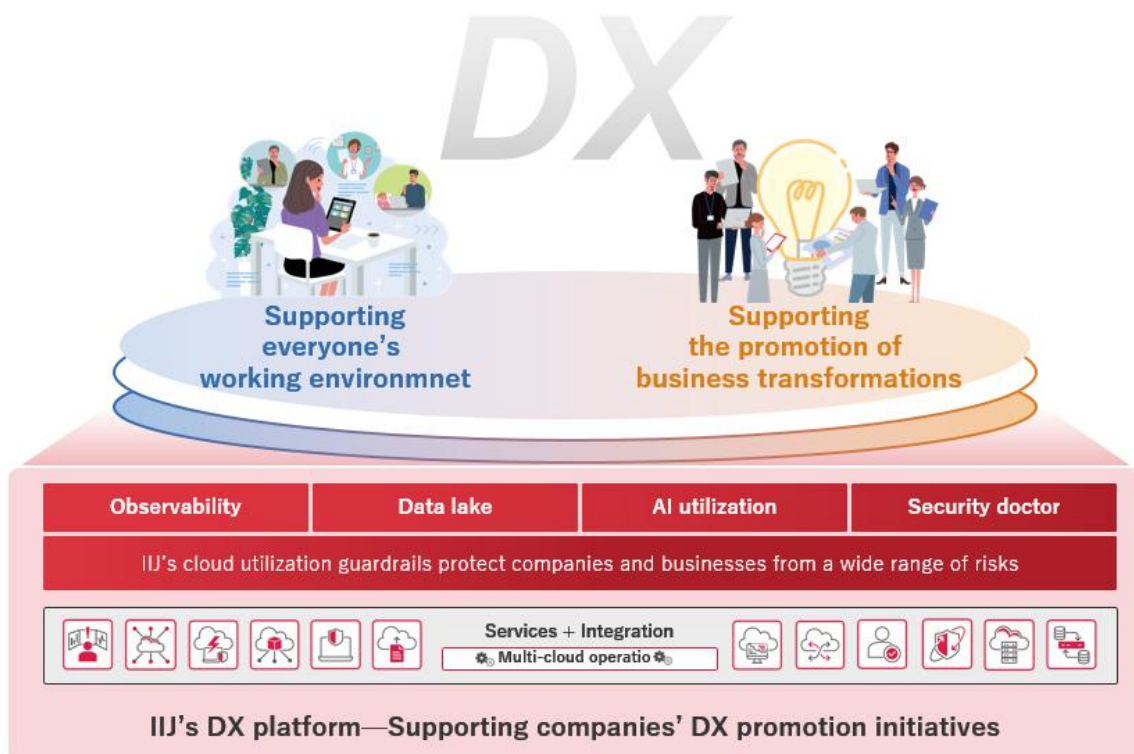 DX
Supporting
everyone's
working environmnet
Supporting
the promotion of
business transformations
Observability
Data lake
AI utilization
Security doctor
IIJ's cloud utilization guardrails protect companies and businesses from a wide range of risks
Services + Integration
Multi-cloud operatio
IIJ's DX platform—Supporting companies' DX promotion initiatives